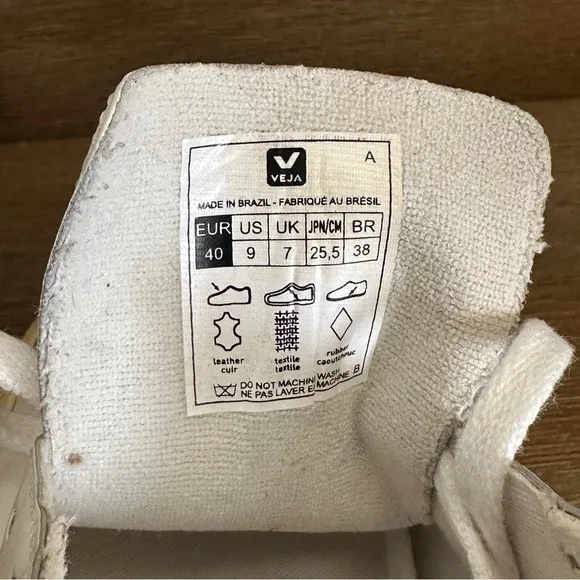 A
V
VEJA
MADE IN BRAZIL - FABRIQUÉ AU BRÉSIL
EUR US UK JPN/CM BR
40 9 7 25,5 38
leather textile rubber
cuir textile caoutchouc
DO NOT MACHINE WASH
NE PAS LAVER EN MACHINE B